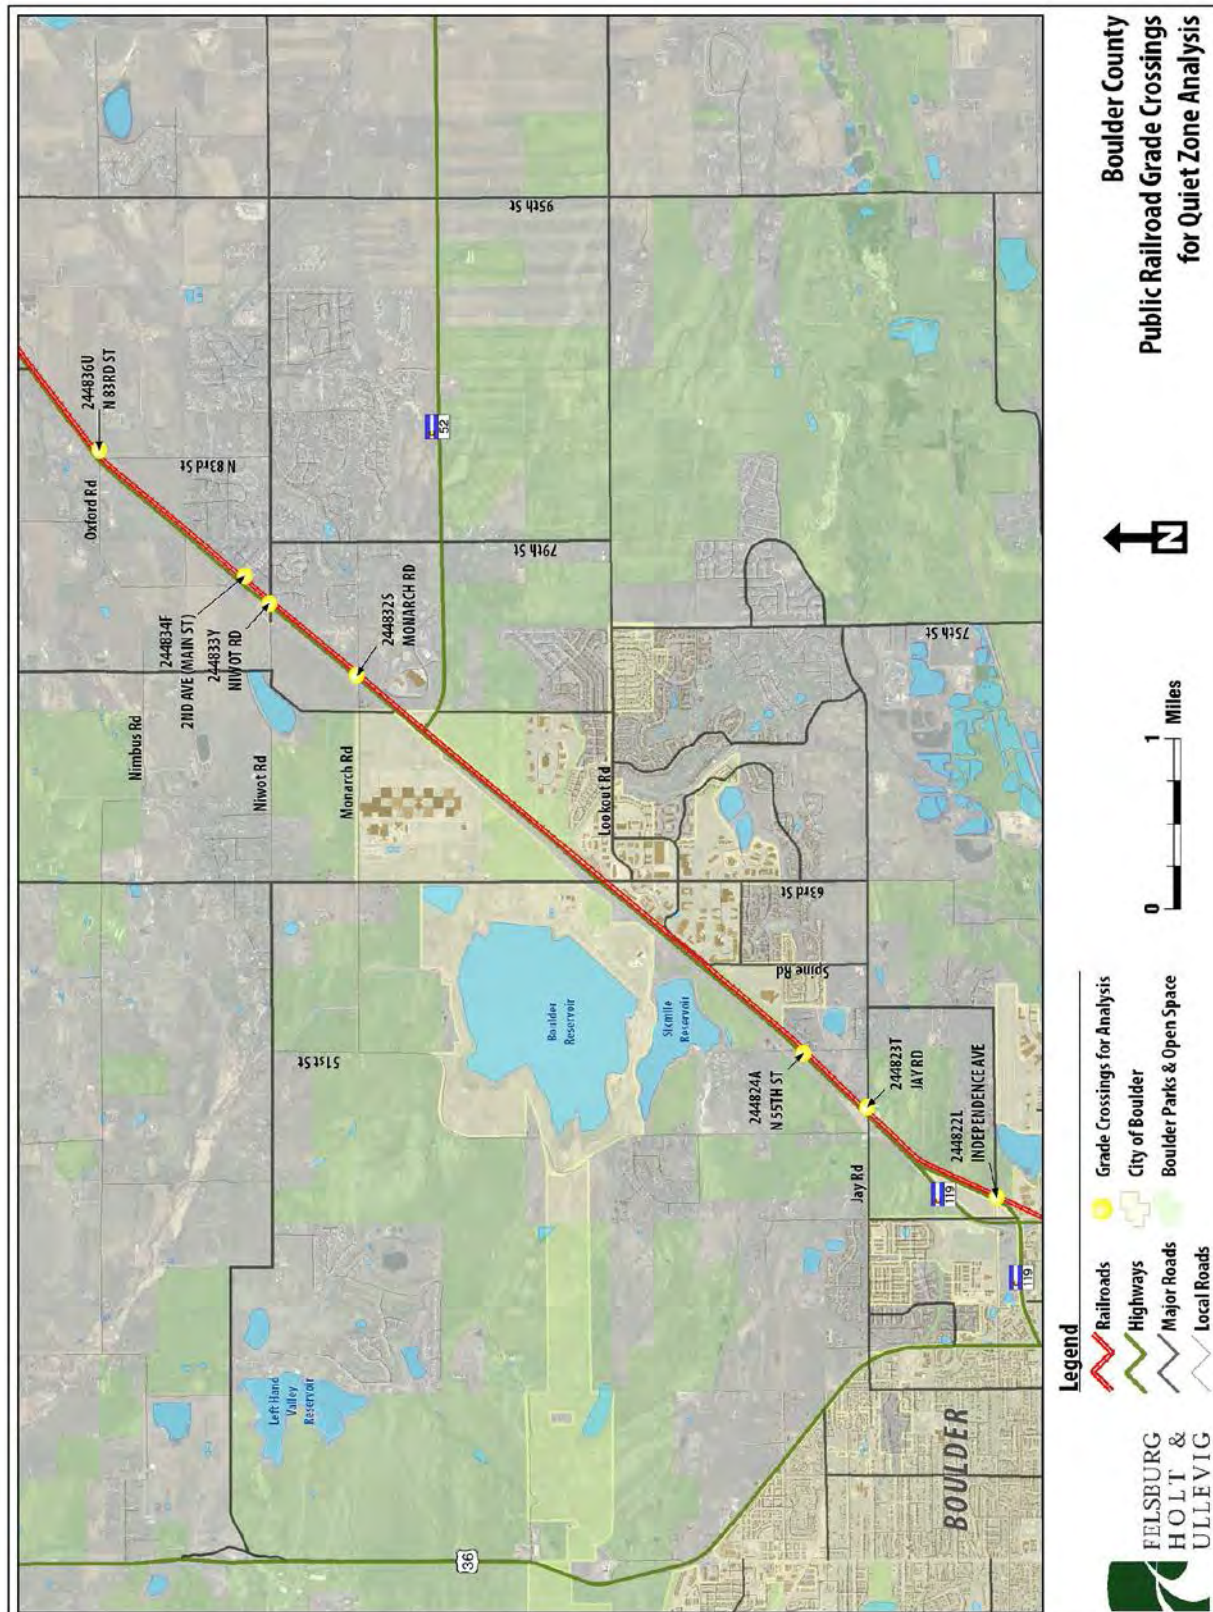 Boulder County
Public Railroad Grade Crossings
for Quiet Zone Analysis
N
0
1
Miles
Legend
Railroads
Highways
Major Roads
Local Roads
Grade Crossings for Analysis
City of Boulder
Boulder Parks & Open Space
FELSBURG
HOLT &
ULLEVIG
244836U
N 83RD ST
Oxford Rd
N 83rd St
244834F
2ND AVE (MAIN ST)
244833Y
NIWOT RD
244832S
MONARCH RD
Nimbus Rd
Niwot Rd
Monarch Rd
Lookout Rd
95th St
52
79th St
75th St
63rd St
Spine Rd
51st St
Boulder
Reservoir
Sixmile
Reservoir
Left Hand
Valley
Reservoir
244824A
N 55TH ST
244823T
JAY RD
244822L
INDEPENDENCE AVE
Jay Rd
119
119
36
BOULDER